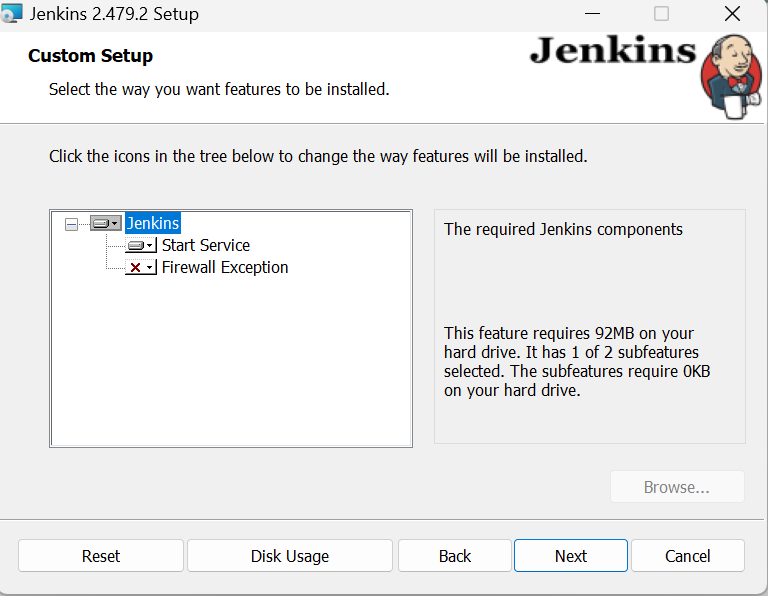 Jenkins 2.479.2 Setup
Custom Setup
Jenkins
Select the way you want features to be installed.
Click the icons in the tree below to change the way features will be installed.
Jenkins
Start Service
Firewall Exception
The required Jenkins components
This feature requires 92MB on your
hard drive. It has 1 of 2 subfeatures
selected. The subfeatures require 0KB
on your hard drive.
Browse...
Reset
Disk Usage
Back
Next
Cancel